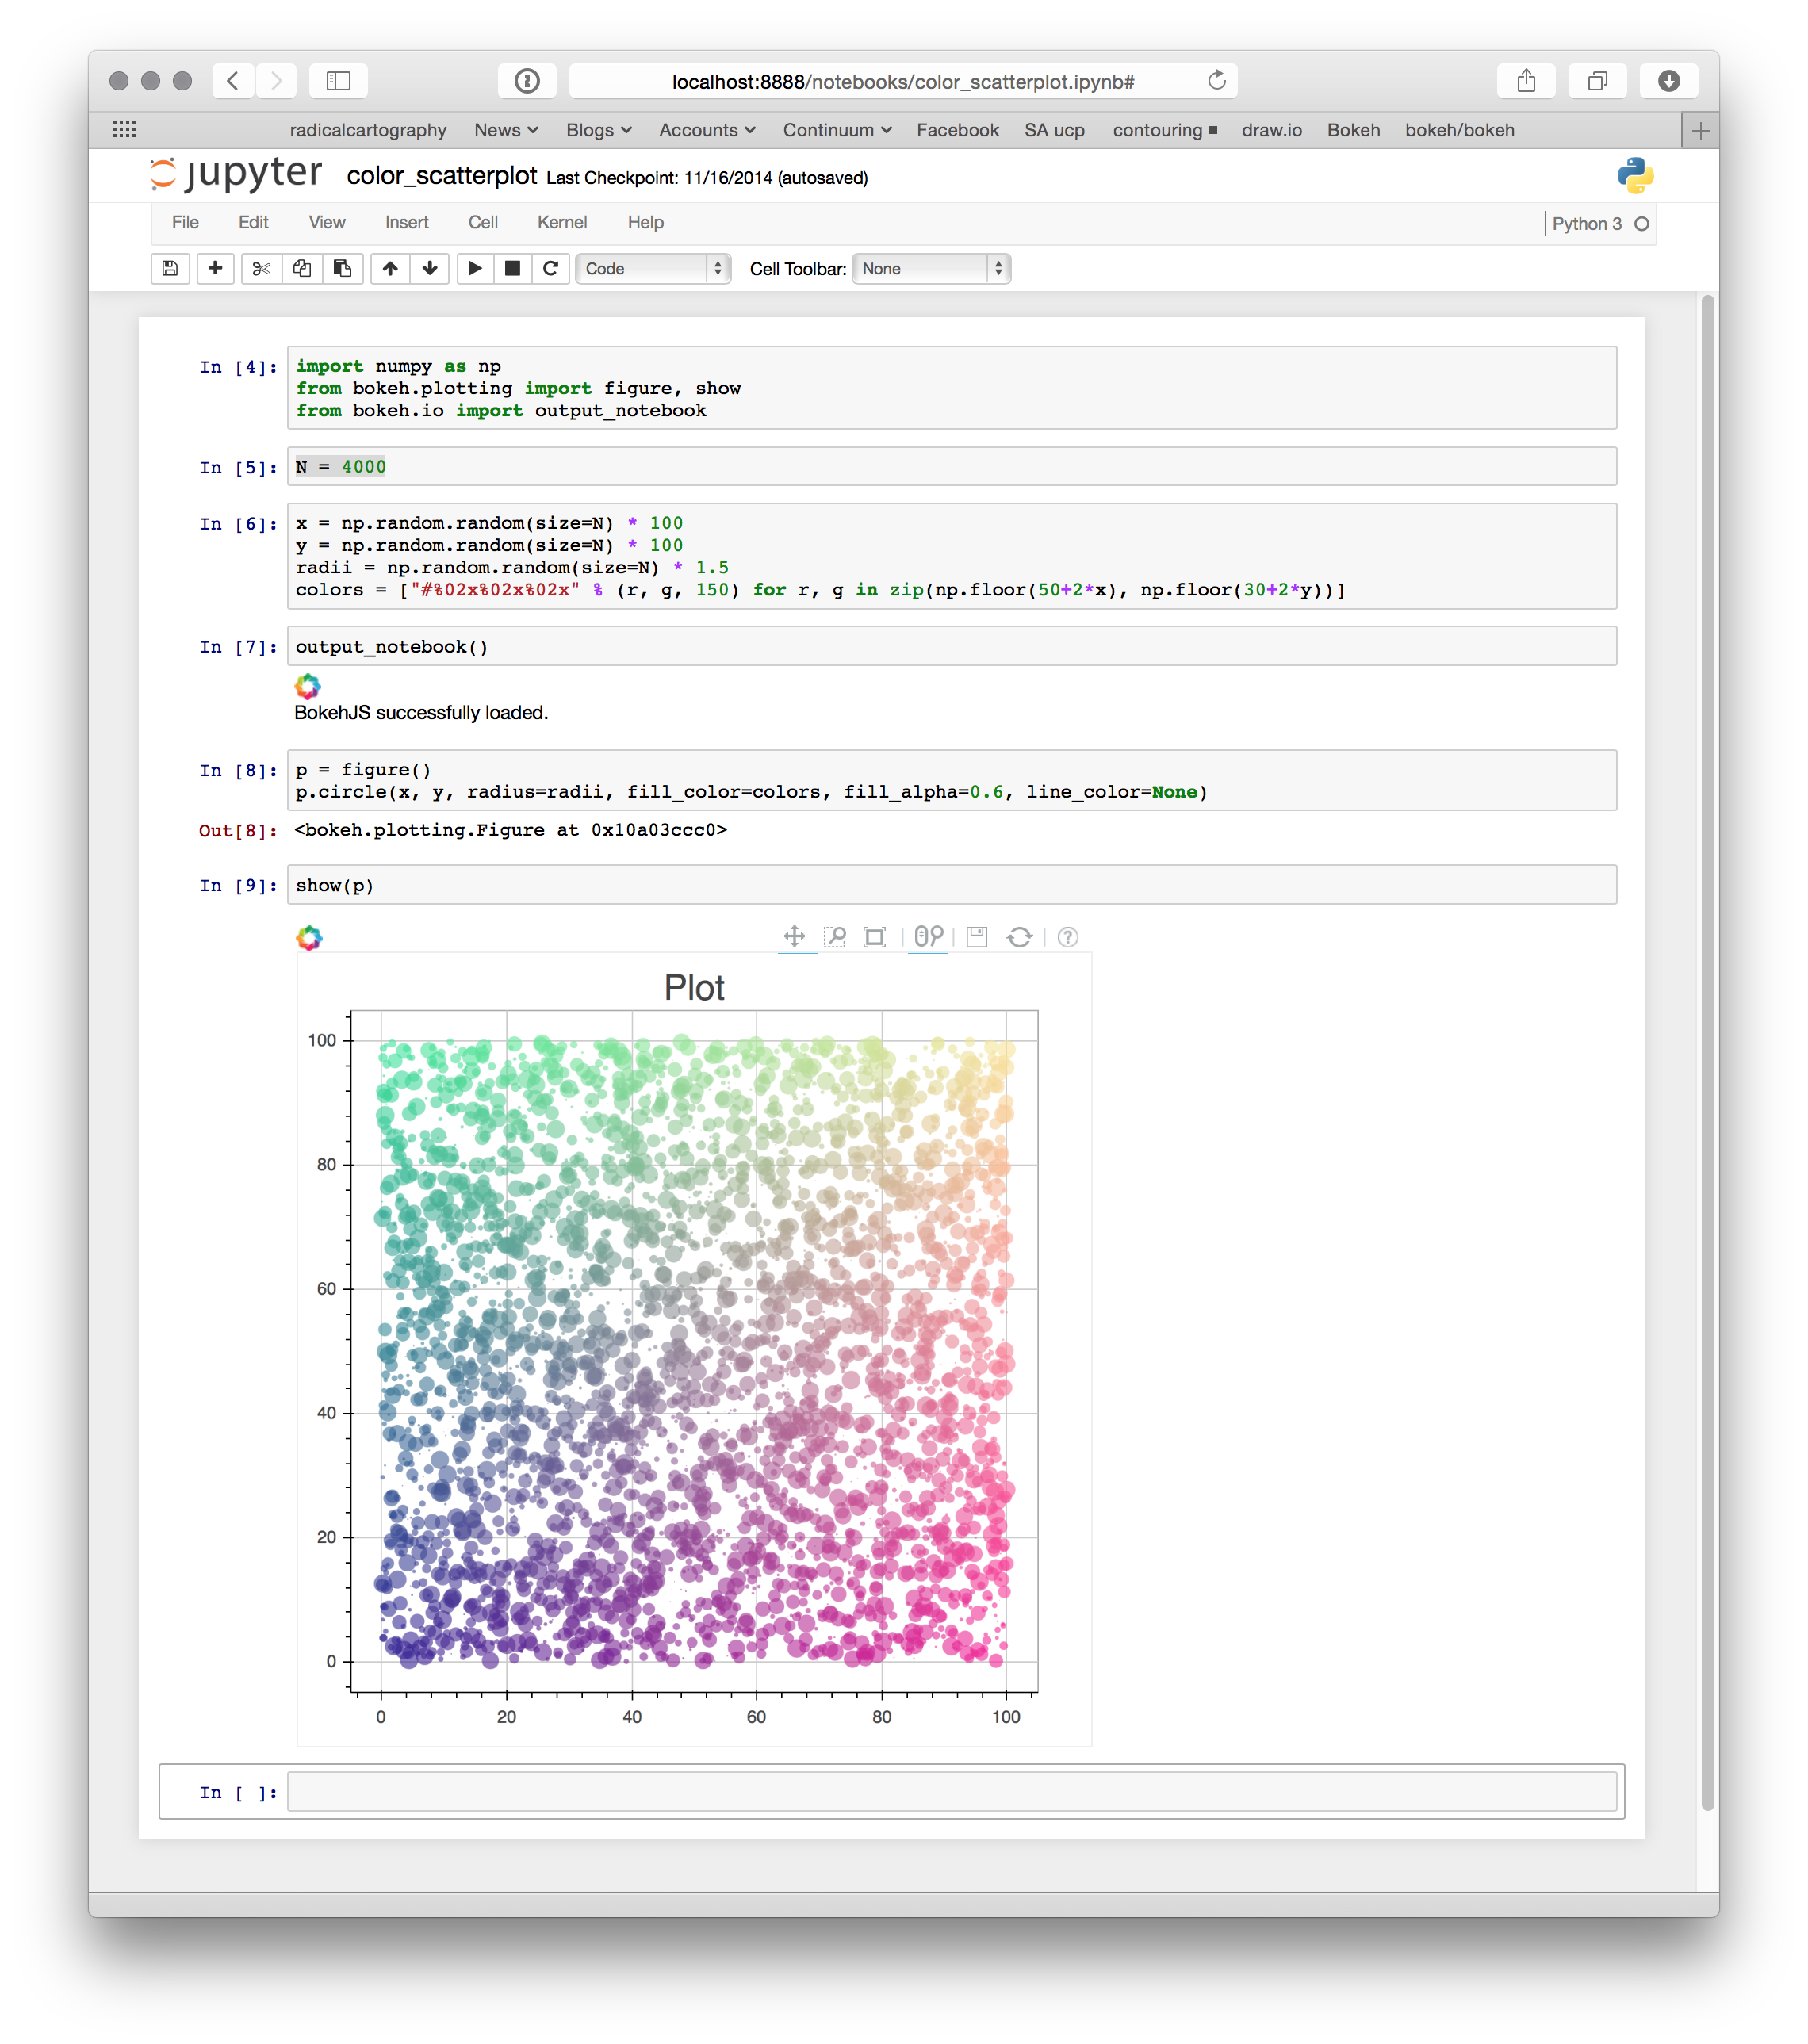 localhost:8888/notebooks/color_scatterplot.ipynb#
radicalcartography News Blogs Accounts Continuum Facebook SA ucp contouring draw.io Bokeh bokeh/bokeh
jupyter color_scatterplot Last Checkpoint: 11/16/2014 (autosaved)
File Edit View Insert Cell Kernel Help Python 3
Code Cell Toolbar: None
In [4]: import numpy as np
from bokeh.plotting import figure, show
from bokeh.io import output_notebook
In [5]: N = 4000
In [6]: x = np.random.random(size=N) * 100
y = np.random.random(size=N) * 100
radii = np.random.random(size=N) * 1.5
colors = ["#%02x%02x%02x" % (r, g, 150) for r, g in zip(np.floor(50+2*x), np.floor(30+2*y))]
In [7]: output_notebook()
BokehJS successfully loaded.
In [8]: p = figure()
p.circle(x, y, radius=radii, fill_color=colors, fill_alpha=0.6, line_color=None)
Out[8]: <bokeh.plotting.Figure at 0x10a03ccc0>
In [9]: show(p)
?
Plot
100
80
60
40
20
0
0 20 40 60 80 100
In [ ]: